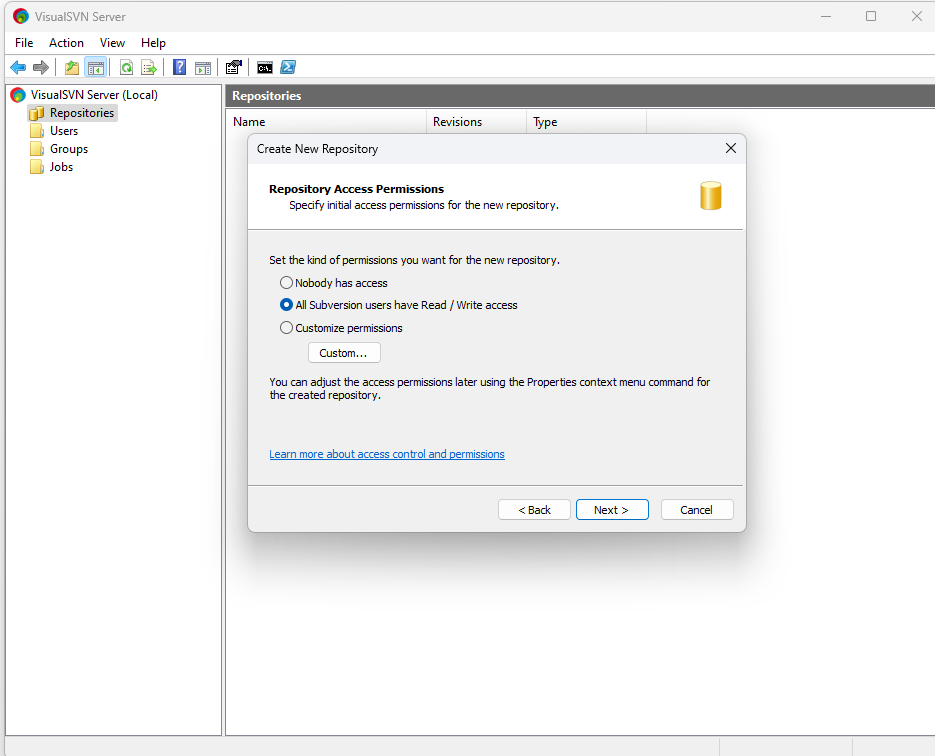 VisualSVN Server
File Action View Help
C:\.
VisualSVN Server (Local)
Repositories
Users
Groups
Jobs
Repositories
Name Revisions Type
Create New Repository
Repository Access Permissions
Specify initial access permissions for the new repository.
Set the kind of permissions you want for the new repository.
Nobody has access
All Subversion users have Read / Write access
Customize permissions
Custom...
You can adjust the access permissions later using the Properties context menu command for
the created repository.
Learn more about access control and permissions
< Back Next > Cancel